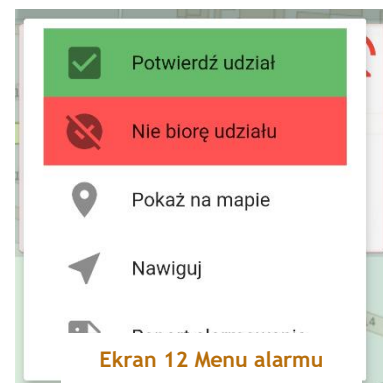 Potwierdź udział
Nie biorę udziału
Pokaż na mapie
Nawiguj
Ekran 12 Menu alarmu